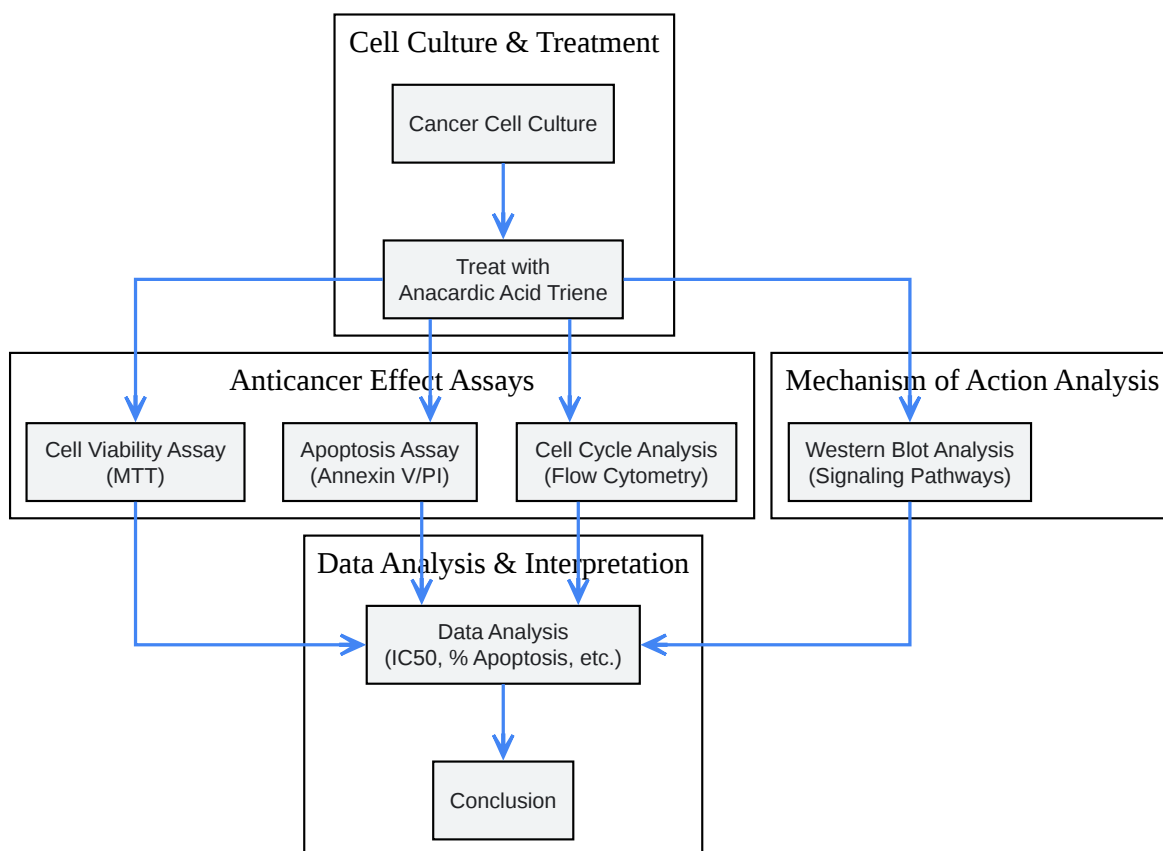 Cell Culture & Treatment
Cancer Cell Culture
Treat with
Anacardic Acid Triene
Anticancer Effect Assays
Mechanism of Action Analysis
Cell Viability Assay
(MTT)
Apoptosis Assay
(Annexin V/PI)
Cell Cycle Analysis
(Flow Cytometry)
Western Blot Analysis
(Signaling Pathways)
Data Analysis & Interpretation
Data Analysis
(IC50, % Apoptosis, etc.)
Conclusion